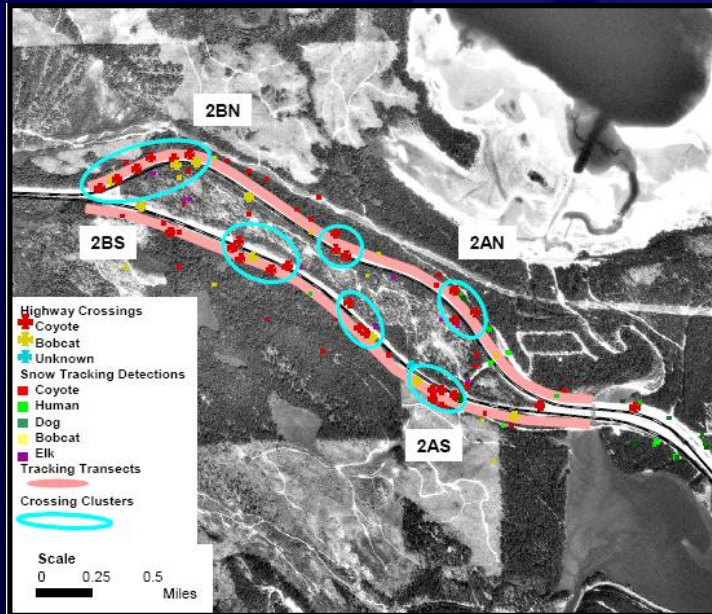 2BN
2AN
2BS
2AS
Highway Crossings
Coyote
Bobcat
Unknown
Snow Tracking Detections
Coyote
Human
Dog
Bobcat
Elk
Tracking Transects
Crossing Clusters
Scale
0 0.25 0.5
Miles